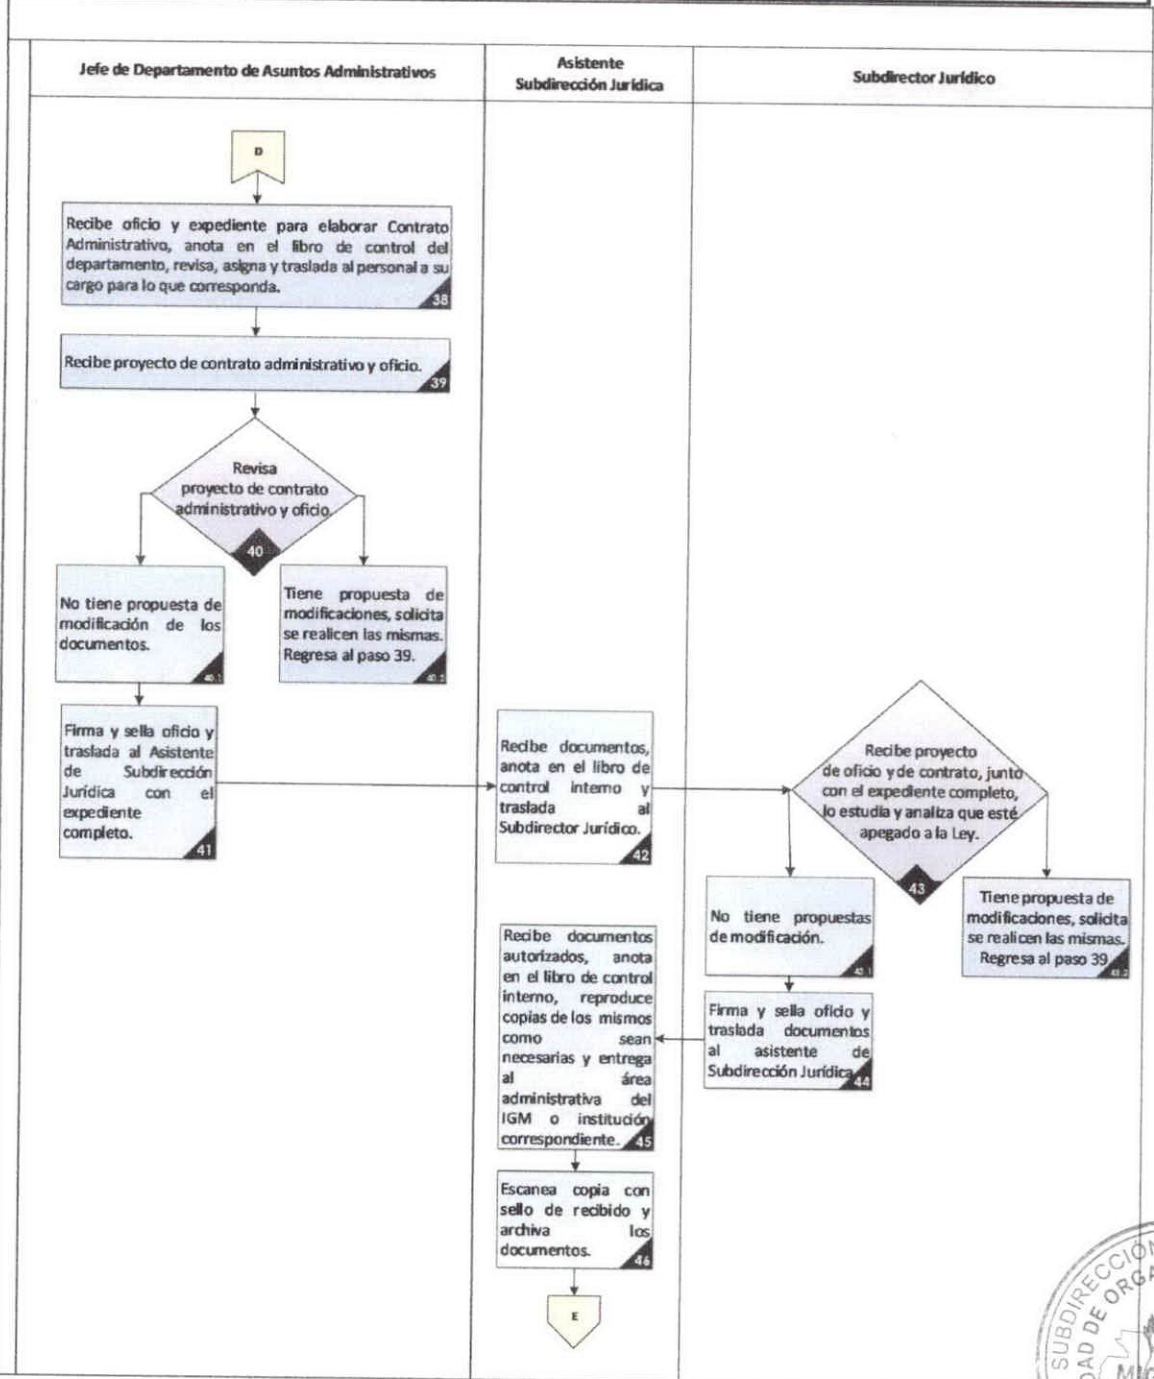 Jefe de Departamento de Asuntos Administrativos
Asistente
Subdirección Jurídica
Subdirector Jurídico
D
Recibe oficio y expediente para elaborar Contrato
Administrativo, anota en el libro de control del
departamento, revisa, asigna y traslada al personal a su
cargo para lo que corresponda.
38
Recibe proyecto de contrato administrativo y oficio.
39
Revisa
proyecto de contrato
administrativo y oficio.
40
No tiene propuesta de
modificación de los
documentos.
40.1
Tiene propuesta de
modificaciones, solicita
se realicen las mismas.
Regresa al paso 39.
40.2
Firma y sella oficio y
traslada al Asistente
de Subdirección
Jurídica con el
expediente
completo.
41
Recibe documentos,
anota en el libro de
control interno y
traslada al
Subdirector Jurídico.
42
Recibe proyecto
de oficio y de contrato, junto
con el expediente completo,
lo estudia y analiza que esté
apegado a la Ley.
43
No tiene propuestas
de modificación.
Tiene propuesta de
modificaciones, solicita
se realicen las mismas.
Regresa al paso 39
Firma y sella oficio y
traslada documentos
al asistente de
Subdirección Jurídica
44
Recibe documentos
autorizados, anota
en el libro de control
interno, reproduce
copias de los mismos
como sean
necesarias y entrega
al área
administrativa del
IGM o institución
correspondiente.
45
Escanea copia con
sello de recibido y
archiva los
documentos.
46
E
SUBDIRECCIÓN
DAD DE ORGA
MIG